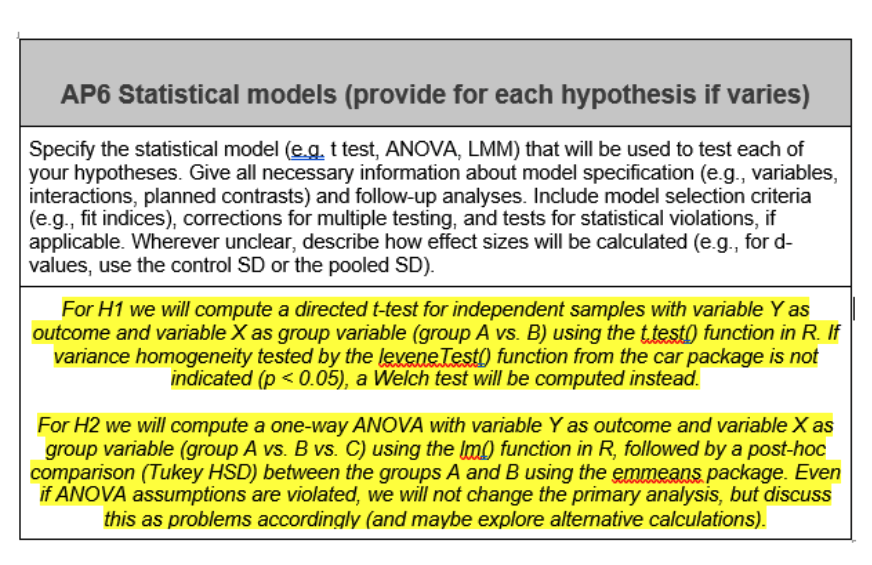 AP6 Statistical models (provide for each hypothesis if varies)
Specify the statistical model (e.g. t test, ANOVA, LMM) that will be used to test each of
your hypotheses. Give all necessary information about model specification (e.g., variables,
interactions, planned contrasts) and follow-up analyses. Include model selection criteria
(e.g., fit indices), corrections for multiple testing, and tests for statistical violations, if
applicable. Wherever unclear, describe how effect sizes will be calculated (e.g., for d-
values, use the control SD or the pooled SD).
For H1 we will compute a directed t-test for independent samples with variable Y as
outcome and variable X as group variable (group A vs. B) using the t.test() function in R. If
variance homogeneity tested by the leveneTest() function from the car package is not
indicated (p < 0.05), a Welch test will be computed instead.
For H2 we will compute a one-way ANOVA with variable Y as outcome and variable X as
group variable (group A vs. B vs. C) using the lm() function in R, followed by a post-hoc
comparison (Tukey HSD) between the groups A and B using the emmeans package. Even
if ANOVA assumptions are violated, we will not change the primary analysis, but discuss
this as problems accordingly (and maybe explore alternative calculations).